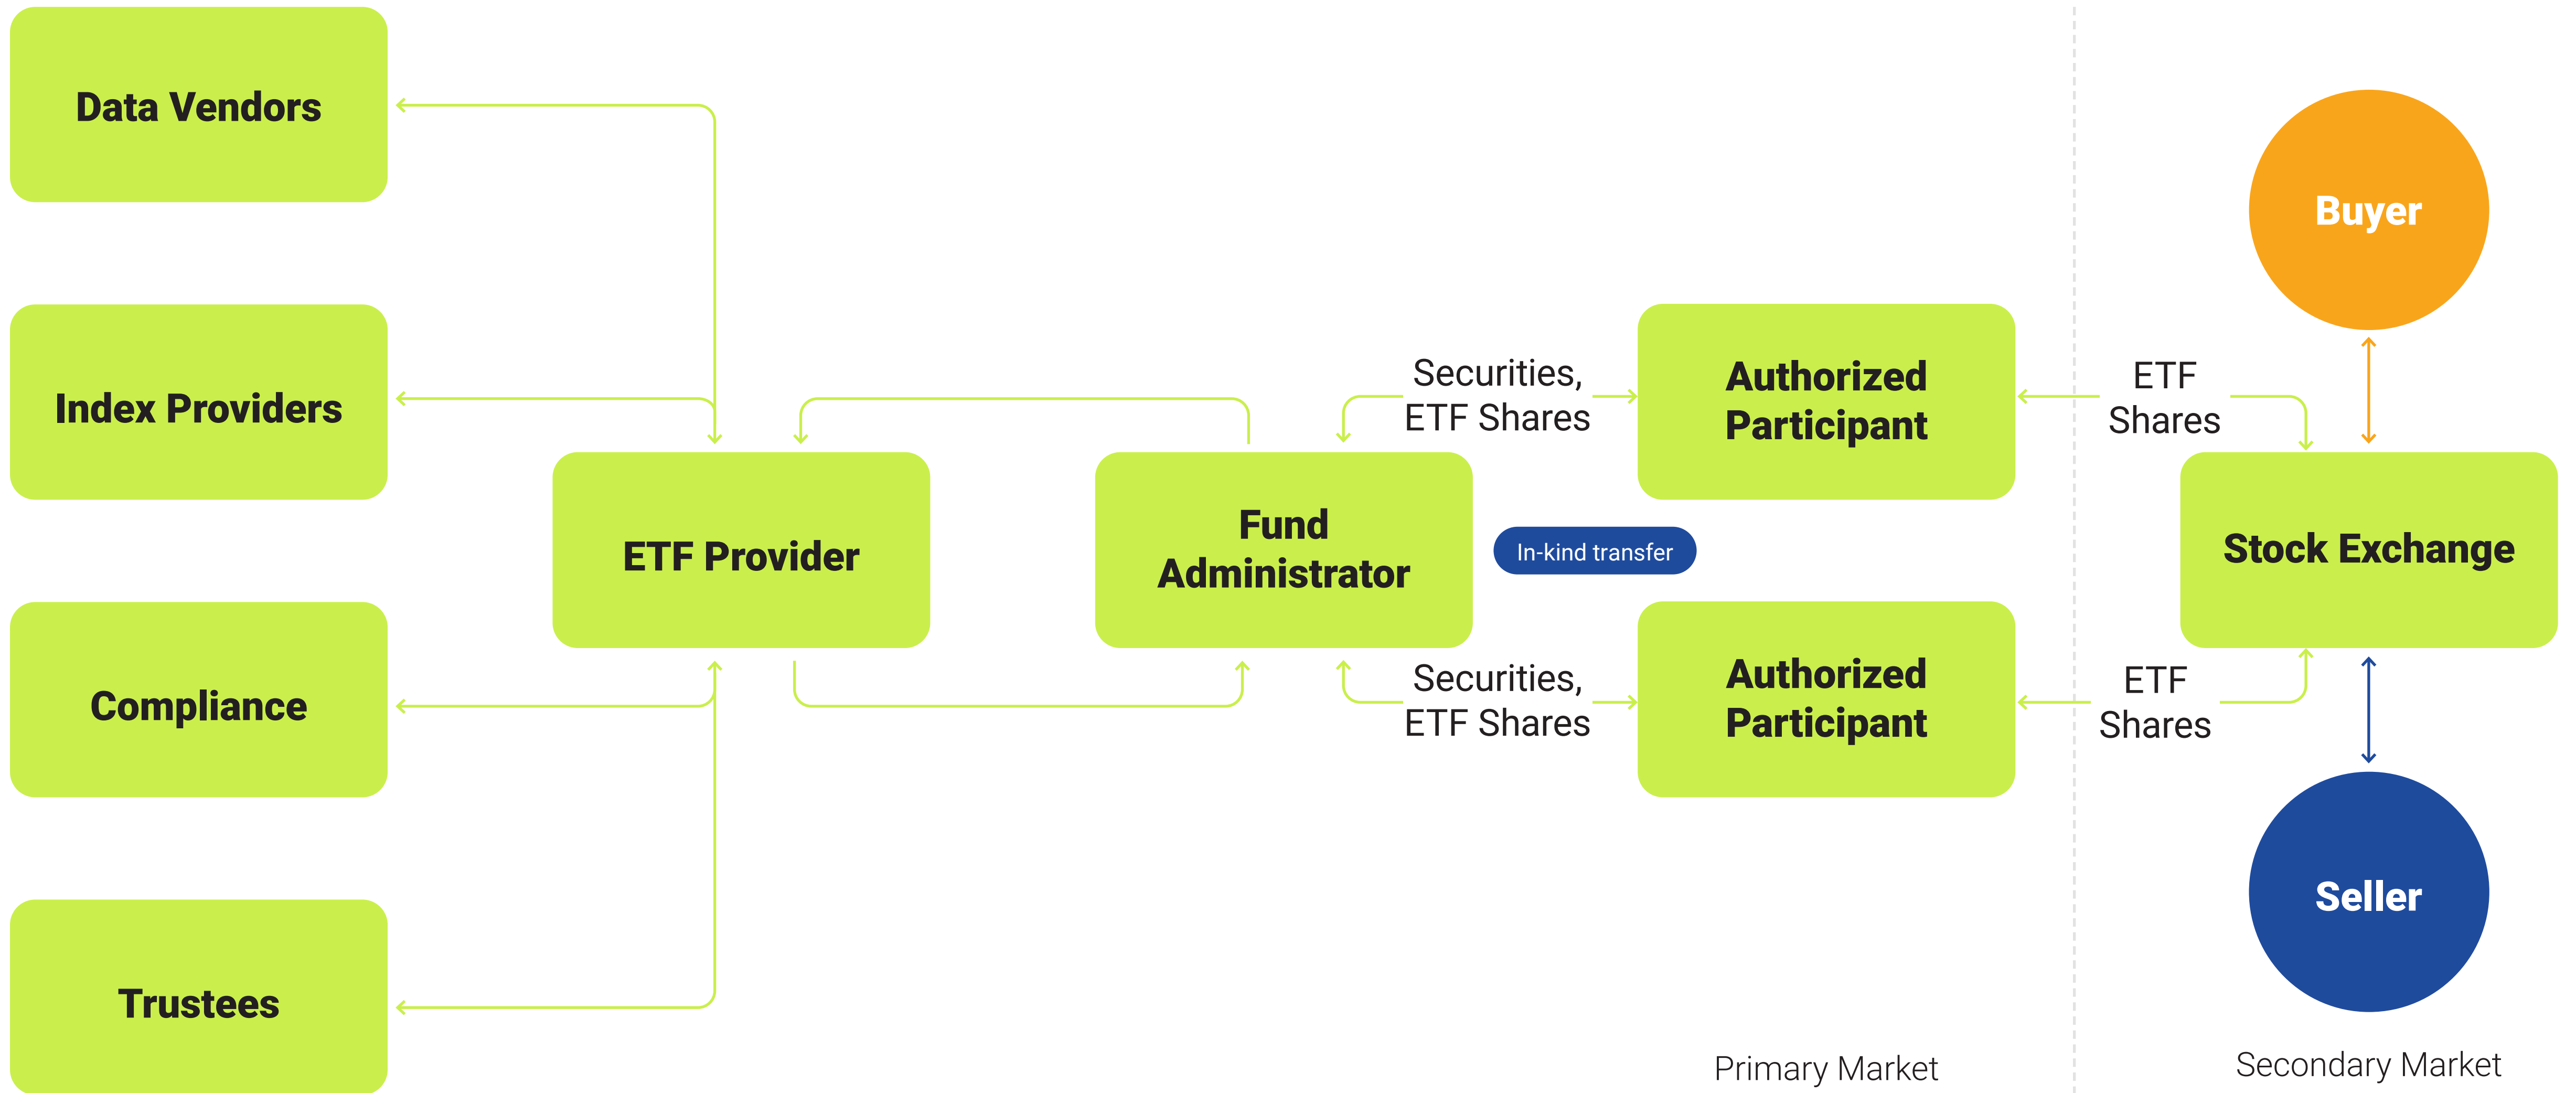 Data Vendors
Index Providers
Compliance
Trustees
ETF Provider
Fund
Administrator
Securities,
ETF Shares
In-kind transfer
Securities,
ETF Shares
Authorized
Participant
Authorized
Participant
Primary Market
ETF
Shares
ETF
Shares
Buyer
Stock Exchange
Seller
Secondary Market